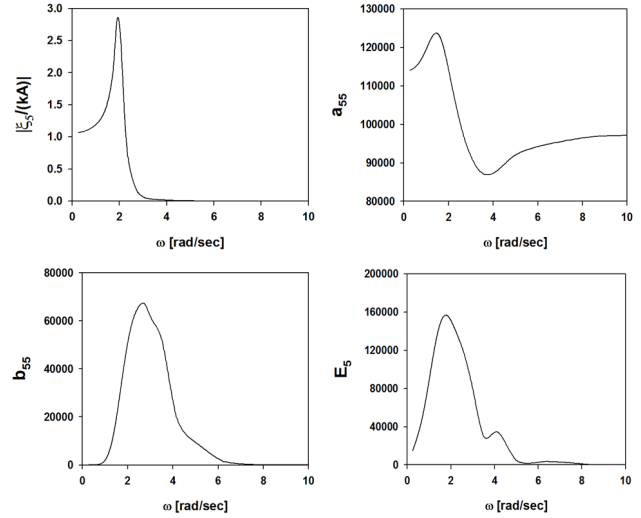 3.0
2.5
2.0
1.5
1.0
0.5
0.0
|ξ₅/(kA)|
0 2 4 6 8 10
ω [rad/sec]
130000
120000
110000
100000
90000
80000
a₅₅
0 2 4 6 8 10
ω [rad/sec]
80000
60000
40000
20000
0
b₅₅
0 2 4 6 8 10
ω [rad/sec]
200000
160000
120000
80000
40000
0
E₅
0 2 4 6 8 10
ω [rad/sec]